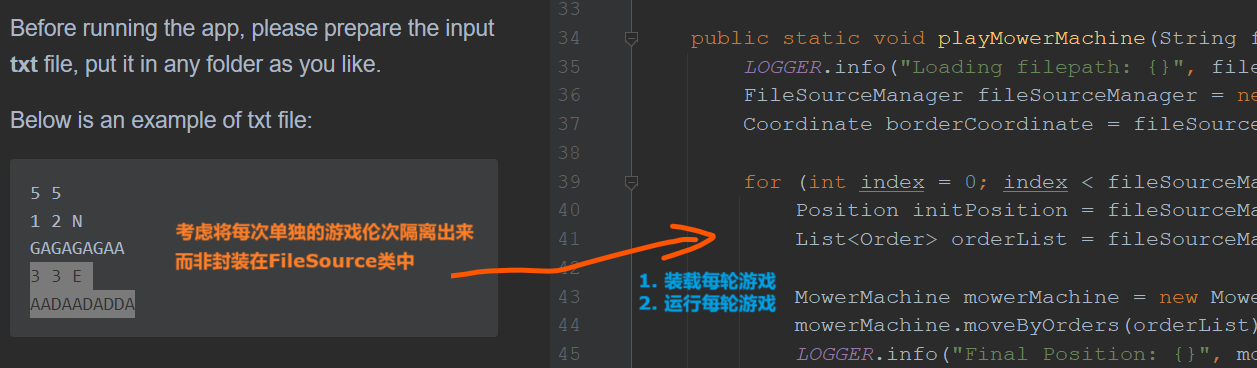 Before running the app, please prepare the input
txt file, put it in any folder as you like.
Below is an example of txt file:
5 5
1 2 N
GAGAGAGAA
3 3 E
AADAADADDA
考虑将每次单独的游戏伦次隔离出来
而非封装在FileSource类中
33
34 public static void playMowerMachine(String f
35 LOGGER.info("Loading filepath: {}", file
36 FileSourceManager fileSourceManager = ne
37 Coordinate borderCoordinate = fileSource
38
39 for (int index = 0; index < fileSourceMa
40 Position initPosition = fileSourceMa
41 List<Order> orderList = fileSourceMa
42
1. 装载每轮游戏
2. 运行每轮游戏
43 MowerMachine mowerMachine = new Mowe
44 mowerMachine.moveByOrders(orderList)
45 LOGGER.info("Final Position: {}", mo